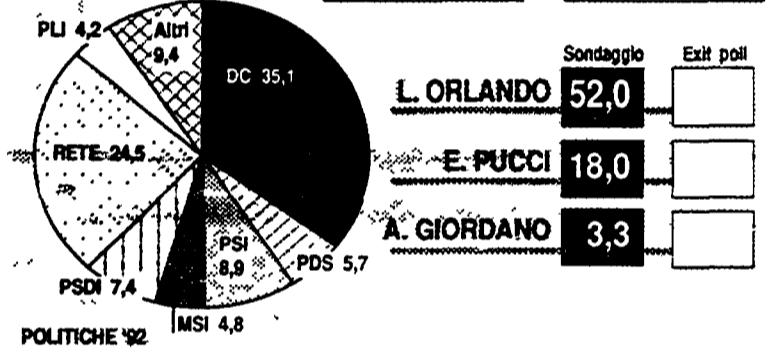 PLI 4,2
Altri
9,4
DC 35,1
RETE 24,5
PSI
8,9
PDS 5,7
PSDI 7,4
MSI 4,8
POLITICHE '92
Sondaggio Exit poll
L. ORLANDO 52,0
E. PUCCI 18,0
A. GIORDANO 3,3